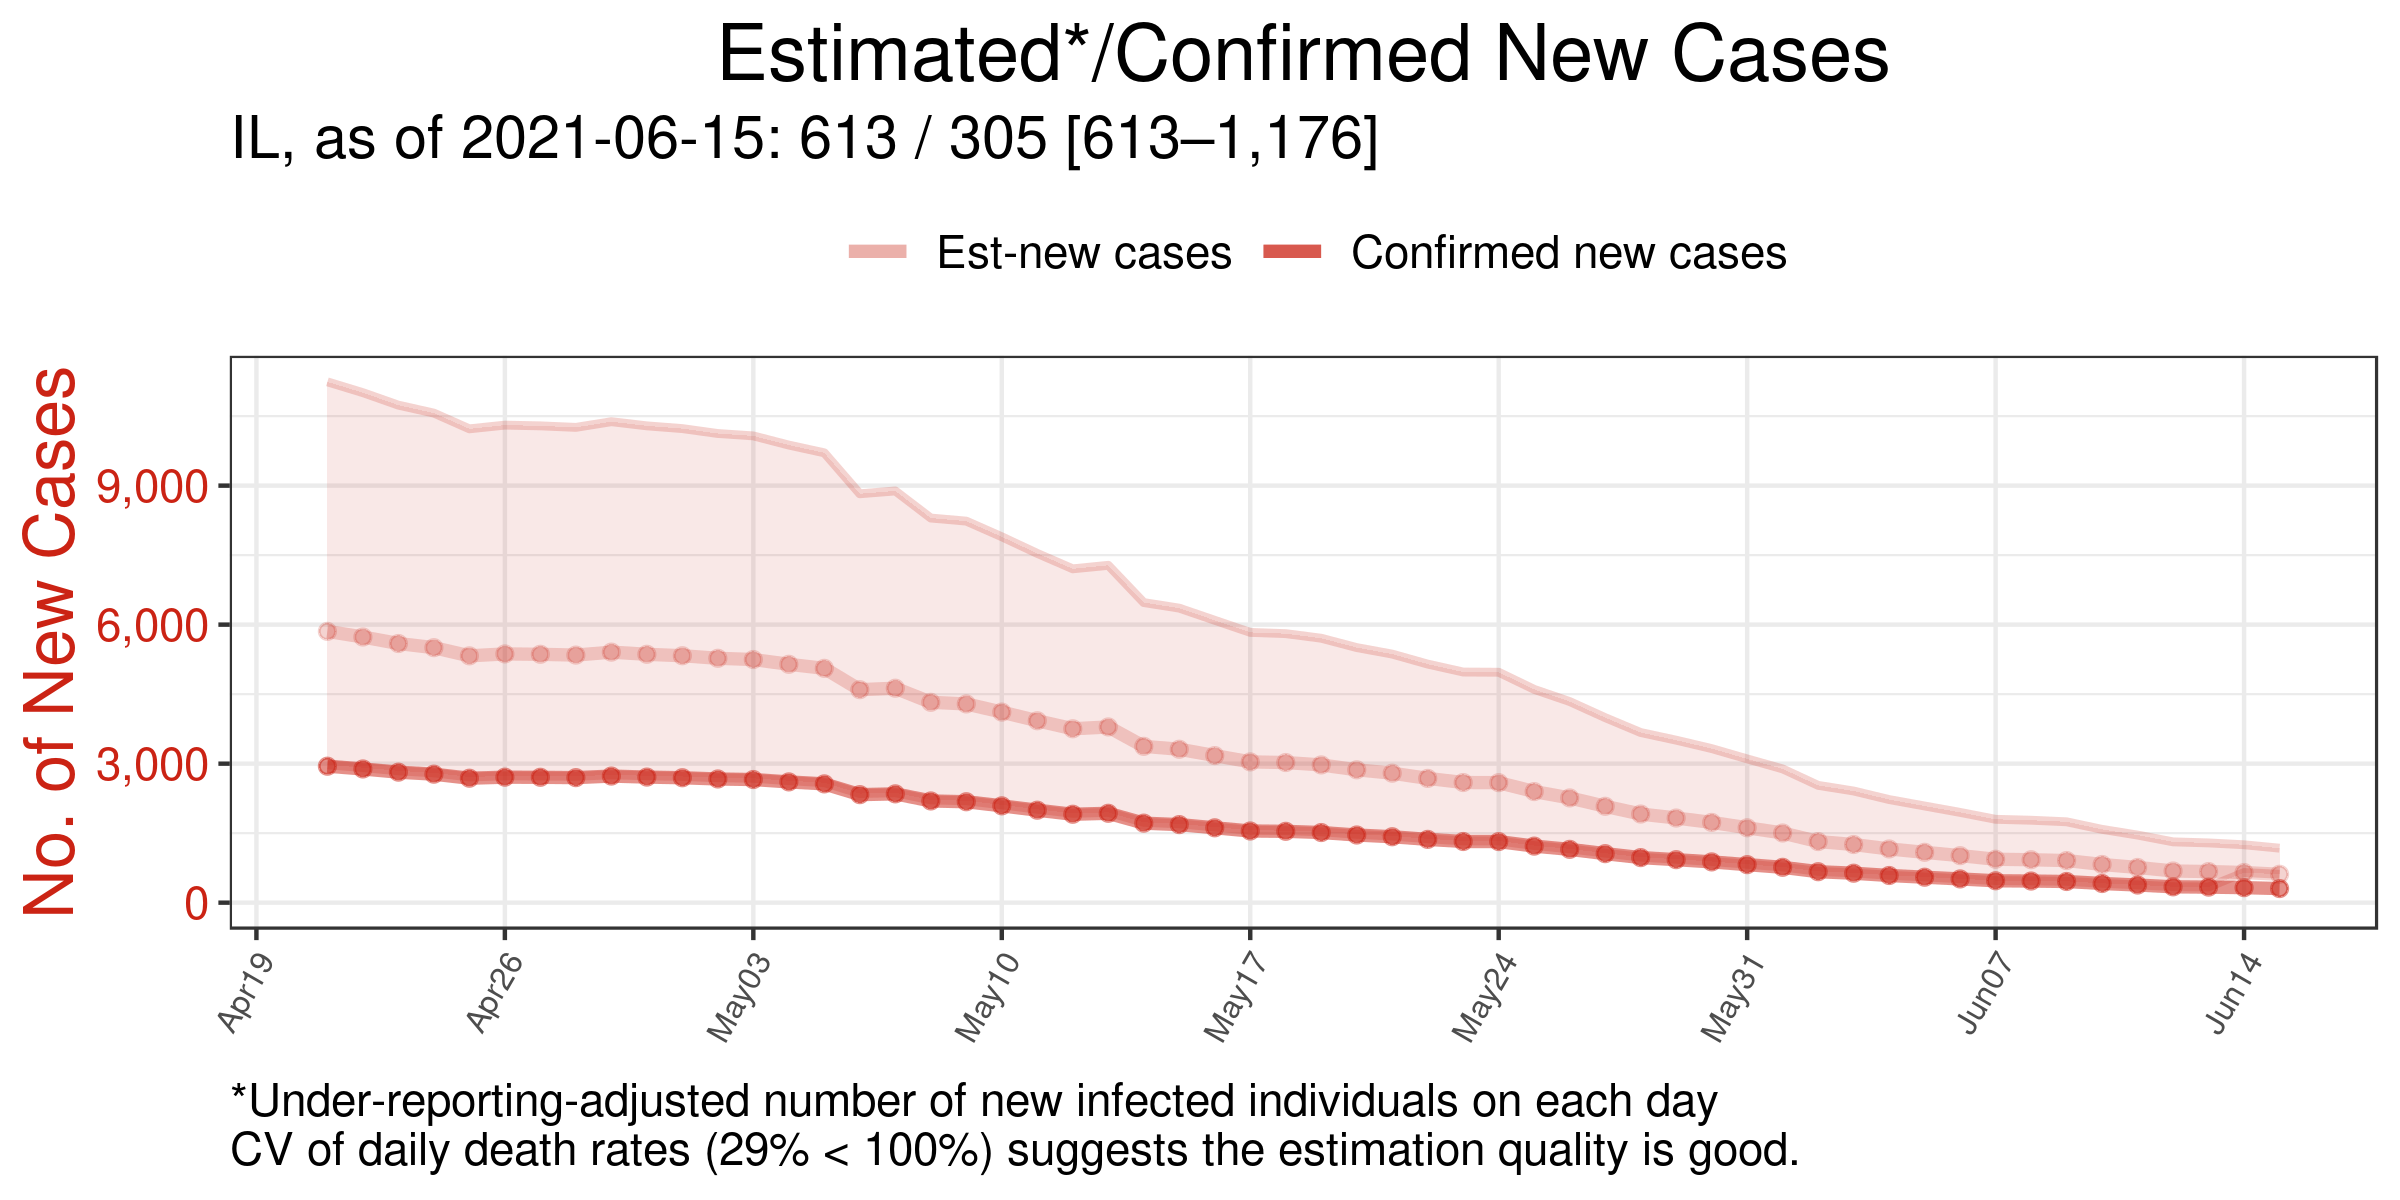 Estimated*/Confirmed New Cases
IL, as of 2021-06-15: 613 / 305 [613–1,176]
Est-new cases
Confirmed new cases
No. of New Cases
9,000
6,000
3,000
0
Apr19
Apr26
May03
May10
May17
May24
May31
Jun07
Jun14
*Under-reporting-adjusted number of new infected individuals on each day
CV of daily death rates (29% < 100%) suggests the estimation quality is good.